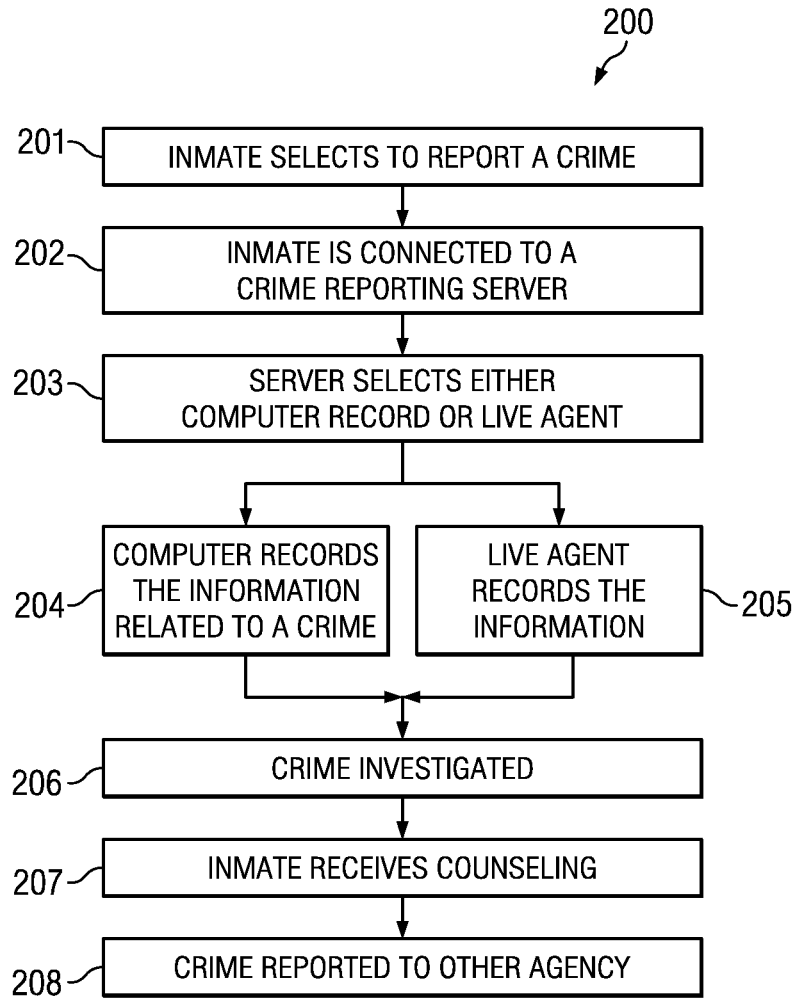 200
201
INMATE SELECTS TO REPORT A CRIME
202
INMATE IS CONNECTED TO A
CRIME REPORTING SERVER
203
SERVER SELECTS EITHER
COMPUTER RECORD OR LIVE AGENT
204
COMPUTER RECORDS
THE INFORMATION
RELATED TO A CRIME
LIVE AGENT
RECORDS THE
INFORMATION
205
206
CRIME INVESTIGATED
207
INMATE RECEIVES COUNSELING
208
CRIME REPORTED TO OTHER AGENCY